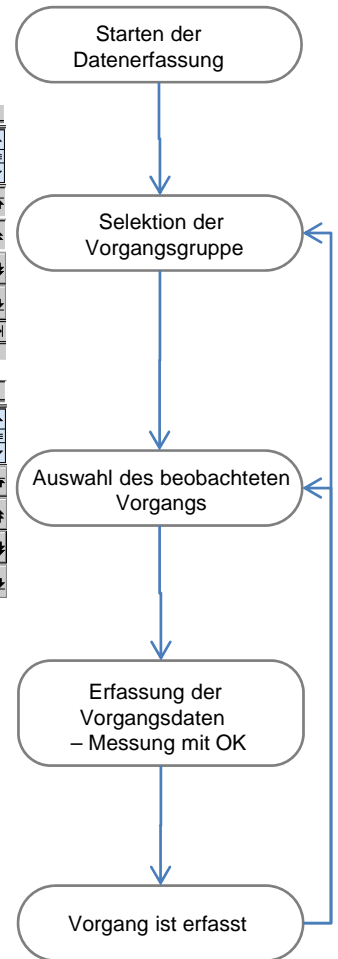 Starten der
Datenerfassung
Selektion der
Vorgangsgruppe
Auswahl des beobachteten
Vorgangs
Erfassung der
Vorgangsdaten
– Messung mit OK
Vorgang ist erfasst